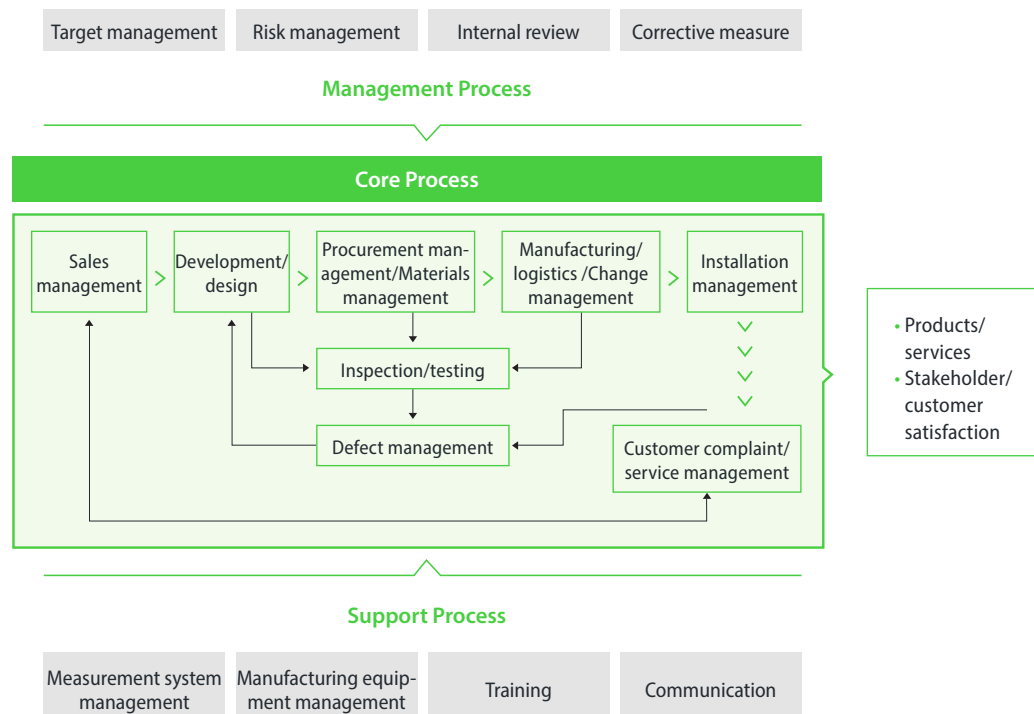 Target management
Risk management
Internal review
Corrective measure
Management Process
Core Process
Sales
management
Development/
design
Procurement man-
agement/Materials
management
Manufacturing/
logistics /Change
management
Installation
management
Inspection/testing
Defect management
Customer complaint/
service management
• Products/
services
• Stakeholder/
customer
satisfaction
Support Process
Measurement system
management
Manufacturing equip-
ment management
Training
Communication